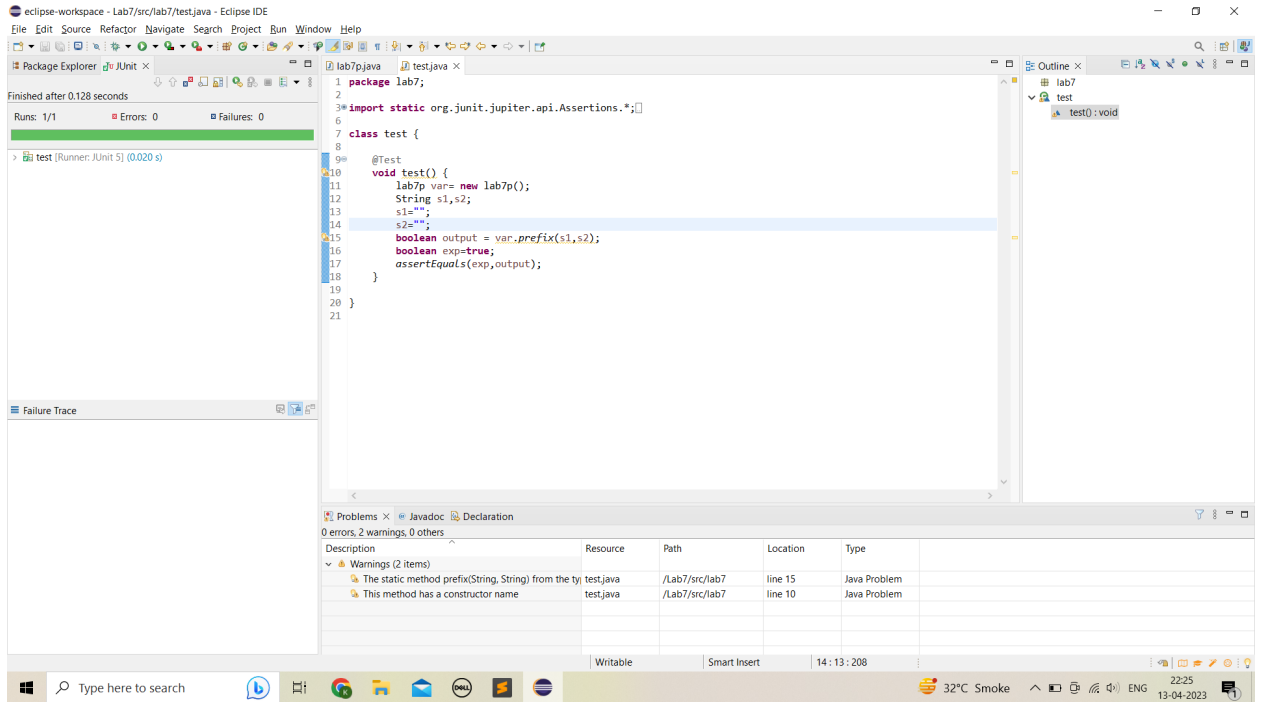 eclipse-workspace - Lab7/src/lab7/test.java - Eclipse IDE
File Edit Source Refactor Navigate Search Project Run Window Help
Package Explorer JUnit
Finished after 0.128 seconds
Runs: 1/1 Errors: 0 Failures: 0
test [Runner: JUnit 5] (0.020 s)
Failure Trace
lab7p.java test.java
1 package lab7;
2
3 import static org.junit.jupiter.api.Assertions.*;
6
7 class test {
8
9 @Test
10 void test() {
11 lab7p var= new lab7p();
12 String s1,s2;
13 s1="";
14 s2="";
15 boolean output = var.prefix(s1,s2);
16 boolean exp=true;
17 assertEquals(exp,output);
18 }
19
20 }
21
Outline
lab7
test
test() : void
Problems Javadoc Declaration
0 errors, 2 warnings, 0 others
Description Resource Path Location Type
Warnings (2 items)
The static method prefix(String, String) from the ty test.java /Lab7/src/lab7 line 15 Java Problem
This method has a constructor name test.java /Lab7/src/lab7 line 10 Java Problem
Writable Smart Insert 14 : 13 : 208
Type here to search
DELL
32°C Smoke ENG 22:25
13-04-2023
1